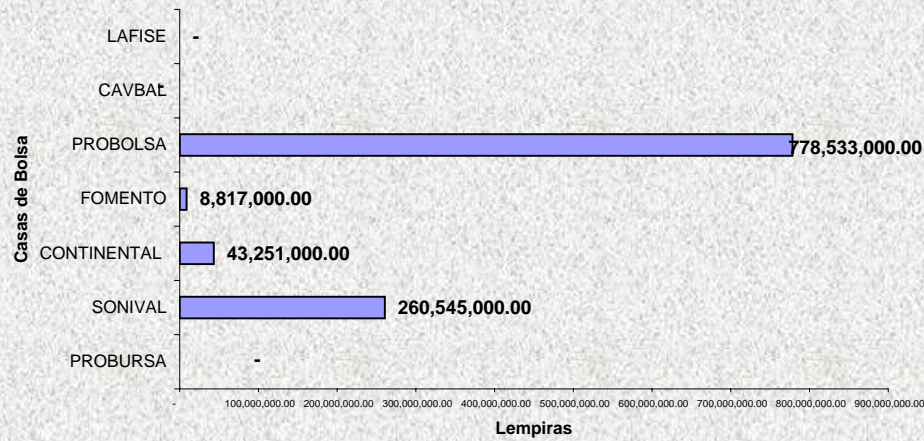 Casas de Bolsa
LAFISE -
CAVBAL -
PROBOLSA 778,533,000.00
FOMENTO 8,817,000.00
CONTINENTAL 43,251,000.00
SONIVAL 260,545,000.00
PROBURSA -
- 100,000,000.00 200,000,000.00 300,000,000.00 400,000,000.00 500,000,000.00 600,000,000.00 700,000,000.00 800,000,000.00 900,000,000.00
Lempiras